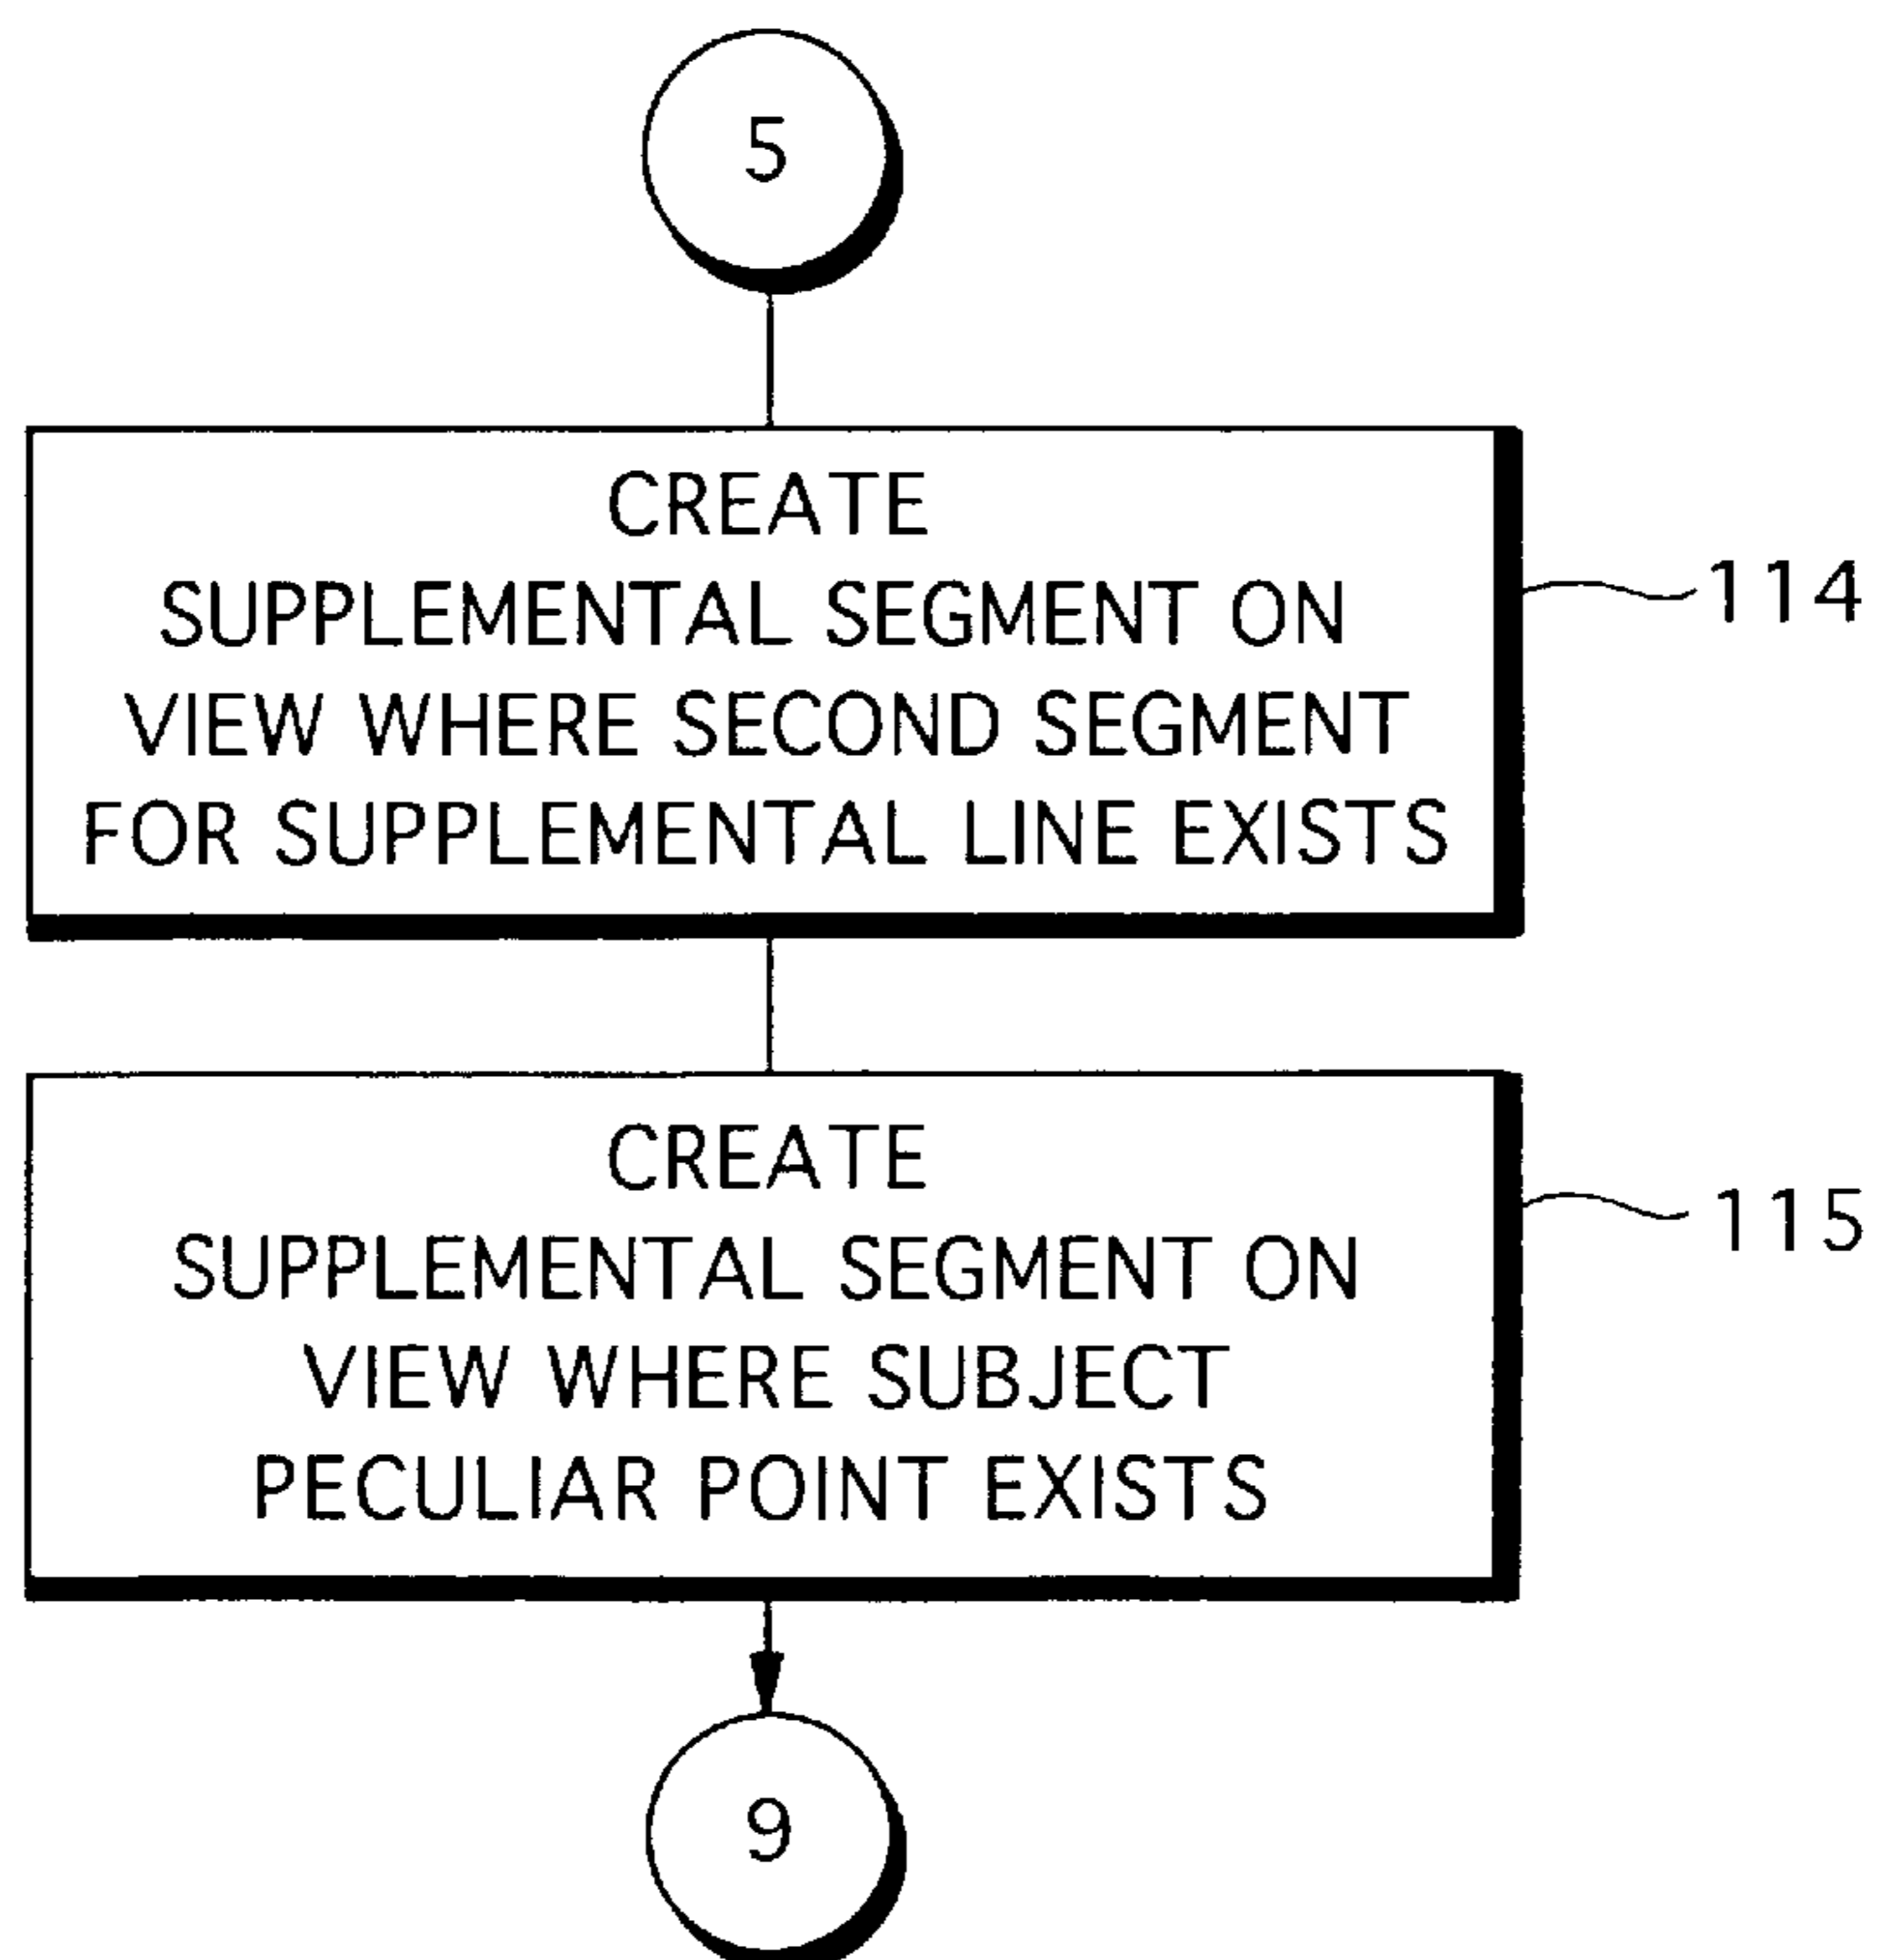 5
CREATE
SUPPLEMENTAL SEGMENT ON
VIEW WHERE SECOND SEGMENT
FOR SUPPLEMENTAL LINE EXISTS
114
CREATE
SUPPLEMENTAL SEGMENT ON
VIEW WHERE SUBJECT
PECULIAR POINT EXISTS
115
9